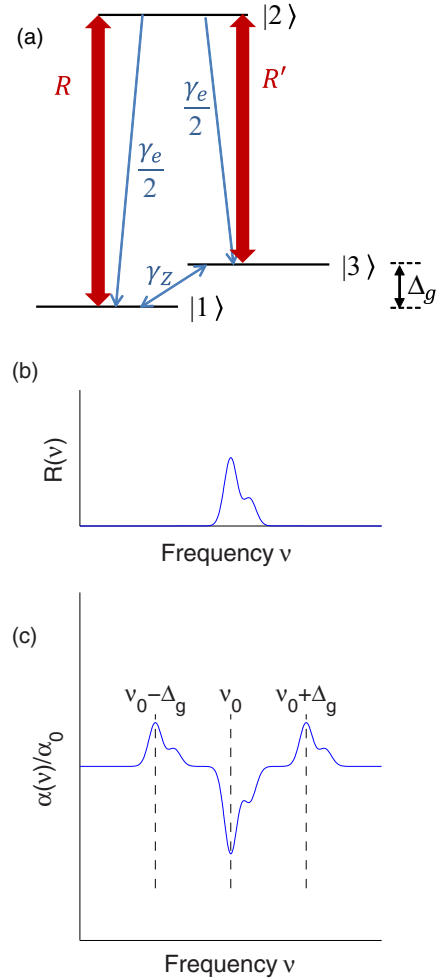 (a)
|2⟩
R
γe/2
γe/2
R′
γZ
|3⟩
|1⟩
Δg
(b)
R(ν)
Frequency ν
(c)
ν0−Δg
ν0
ν0+Δg
α(ν)/α0
Frequency ν